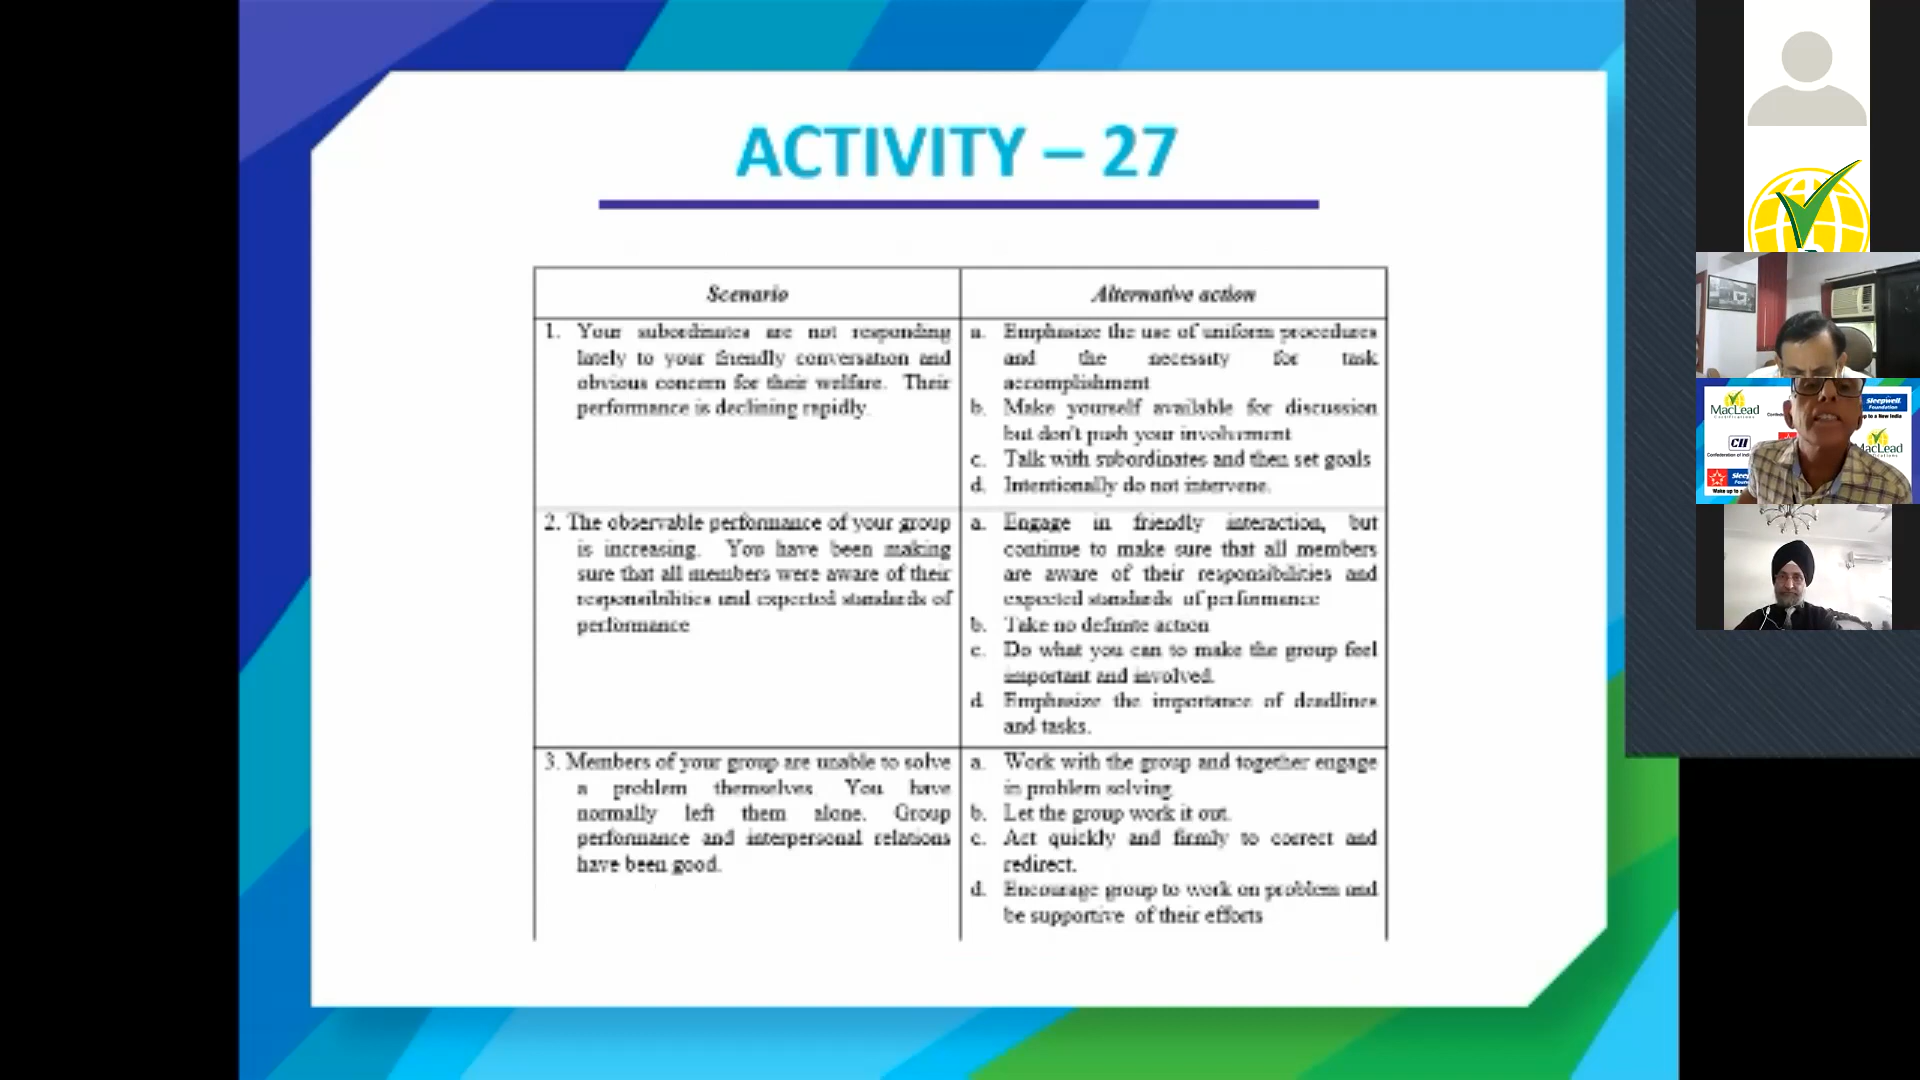 ACTIVITY – 27
Scenario
Alternative action
1. Your subordinates are not responding
lately to your friendly conversation and
obvious concern for their welfare. Their
performance is declining rapidly.
a. Emphasize the use of uniform procedures
and the necessity for task
accomplishment
b. Make yourself available for discussion
but don't push your involvement
c. Talk with subordinates and then set goals
d. Intentionally do not intervene.
2. The observable performance of your group
is increasing. You have been making
sure that all members were aware of their
responsibilities and expected standards of
performance
a. Engage in friendly interaction, but
continue to make sure that all members
are aware of their responsibilities and
expected standards of performance
b. Take no definite action
c. Do what you can to make the group feel
important and involved.
d. Emphasize the importance of deadlines
and tasks.
3. Members of your group are unable to solve
a problem themselves. You have
normally left them alone. Group
performance and interpersonal relations
have been good.
a. Work with the group and together engage
in problem solving
b. Let the group work it out.
c. Act quickly and firmly to correct and
redirect.
d. Encourage group to work on problem and
be supportive of their efforts
MacLead
Sleepwell
Foundation
up to a New India
CII
MacLead
Wake up to